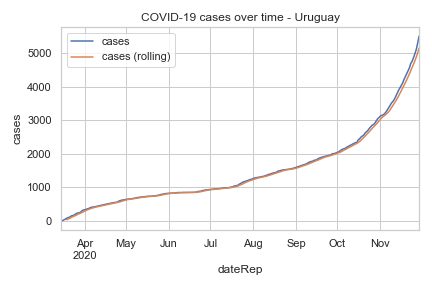 COVID-19 cases over time - Uruguay
cases
cases (rolling)
cases
5000
4000
3000
2000
1000
0
Apr May Jun Jul Aug Sep Oct Nov
2020
dateRep